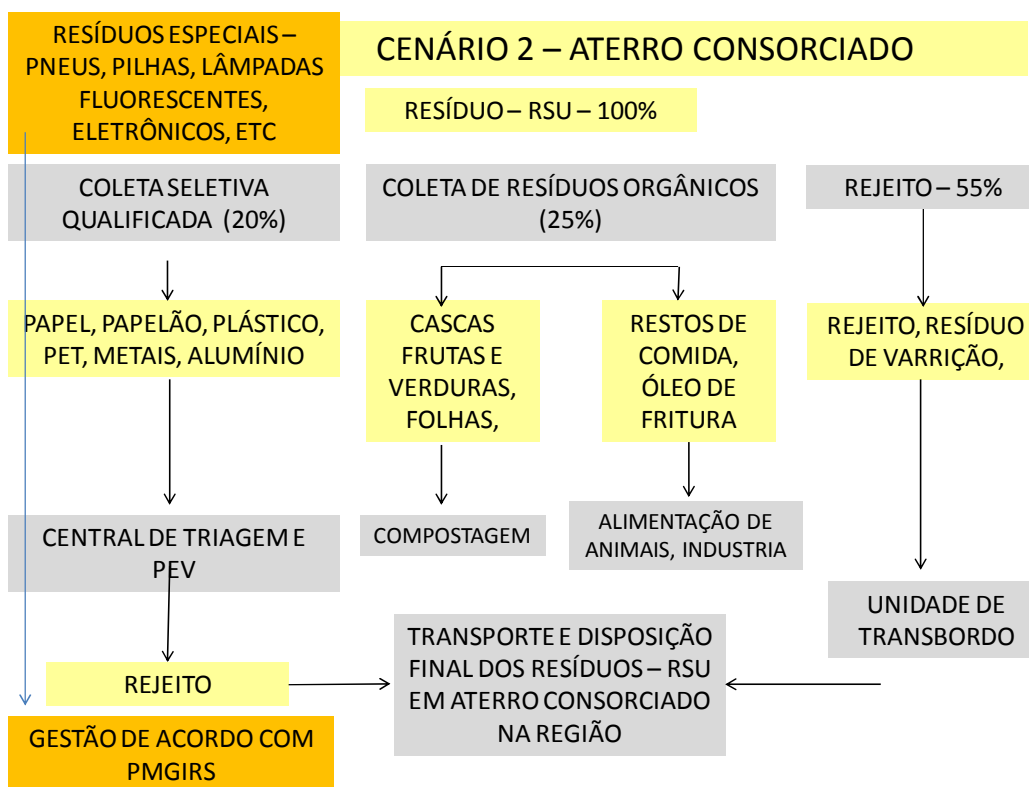 RESÍDUOS ESPECIAIS –
PNEUS, PILHAS, LÂMPADAS
FLUORESCENTES,
ELETRÔNICOS, ETC
CENÁRIO 2 – ATERRO CONSORCIADO
RESÍDUO – RSU – 100%
COLETA SELETIVA
QUALIFICADA (20%)
COLETA DE RESÍDUOS ORGÂNICOS
(25%)
REJEITO – 55%
PAPEL, PAPELÃO, PLÁSTICO,
PET, METAIS, ALUMÍNIO
CASCAS
FRUTAS E
VERDURAS,
FOLHAS,
RESTOS DE
COMIDA,
ÓLEO DE
FRITURA
REJEITO, RESÍDUO
DE VARRIÇÃO,
CENTRAL DE TRIAGEM E
PEV
COMPOSTAGEM
ALIMENTAÇÃO DE
ANIMAIS, INDUSTRIA
UNIDADE DE
TRANSBORDO
REJEITO
TRANSPORTE E DISPOSIÇÃO
FINAL DOS RESÍDUOS – RSU
EM ATERRO CONSORCIADO
NA REGIÃO
GESTÃO DE ACORDO COM
PMGIRS